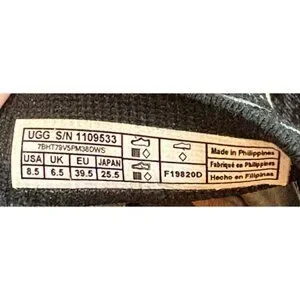 UGG S/N 1109533
7BHT79V5PM38DWS
USA UK EU JAPAN
8.5 6.5 39.5 25.5
F19820D
Made in Philippines
Fabriqué en Philippines
Hecho en Filipinas